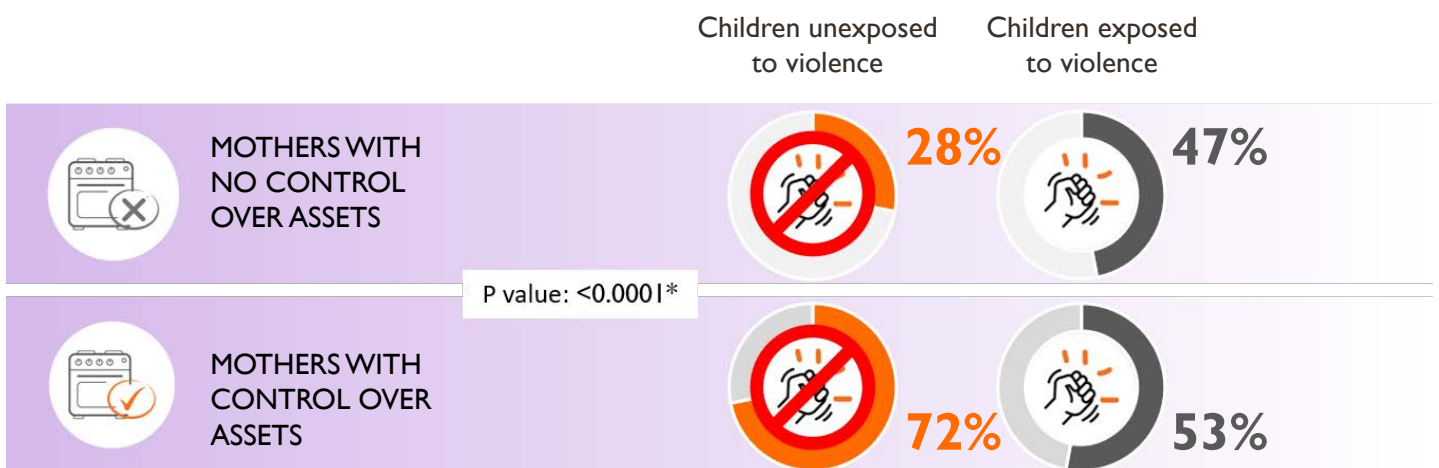 Children unexposed
to violence
Children exposed
to violence
MOTHERS WITH
NO CONTROL
OVER ASSETS
28%
47%
P value: <0.0001*
MOTHERS WITH
CONTROL OVER
ASSETS
72%
53%